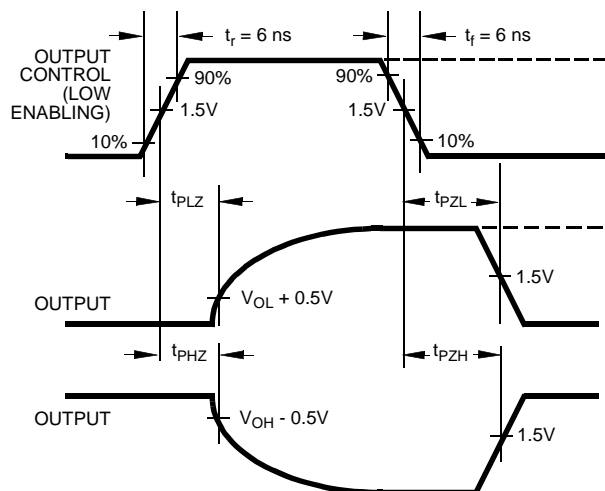 t_r = 6 ns
t_f = 6 ns
OUTPUT
CONTROL
(LOW
ENABLING)
90%
90%
1.5V
1.5V
10%
10%
t_PLZ
t_PZL
OUTPUT
V_OL + 0.5V
1.5V
t_PHZ
t_PZH
OUTPUT
V_OH - 0.5V
1.5V